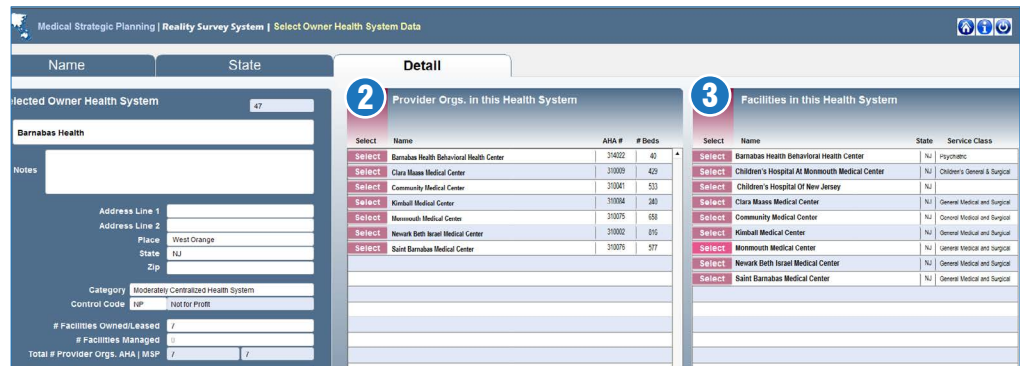 Medical Strategic Planning | Reality Survey System | Select Owner Health System Data
Name State Detail
lected Owner Health System 47
Barnabas Health
Notes
Address Line 1
Address Line 2
Place West Orange
State NJ
Zip
Category Moderately Centralized Health System
Control Code NP Not for Profit
# Facilities Owned/Leased /
# Facilities Managed 0
Total # Provider Orgs. AHA | MSP / /
2 Provider Orgs. in this Health System
Select Name AHA # # Beds
Select Barnabas Health Behavioral Health Center 314022 40
Select Clara Maass Medical Center 310009 429
Select Community Medical Center 310041 533
Select Kimball Medical Center 310084 340
Select Monmouth Medical Center 310075 658
Select Newark Beth Israel Medical Center 310002 816
Select Saint Barnabas Medical Center 310076 577
3 Facilities in this Health System
Select Name State Service Class
Select Barnabas Health Behavioral Health Center NJ Psychiatric
Select Children's Hospital At Monmouth Medical Center NJ Children's General & Surgical
Select Children's Hospital Of New Jersey NJ
Select Clara Maass Medical Center NJ General Medical and Surgical
Select Community Medical Center NJ General Medical and Surgical
Select Kimball Medical Center NJ General Medical and Surgical
Select Monmouth Medical Center NJ General Medical and Surgical
Select Newark Beth Israel Medical Center NJ General Medical and Surgical
Select Saint Barnabas Medical Center NJ General Medical and Surgical